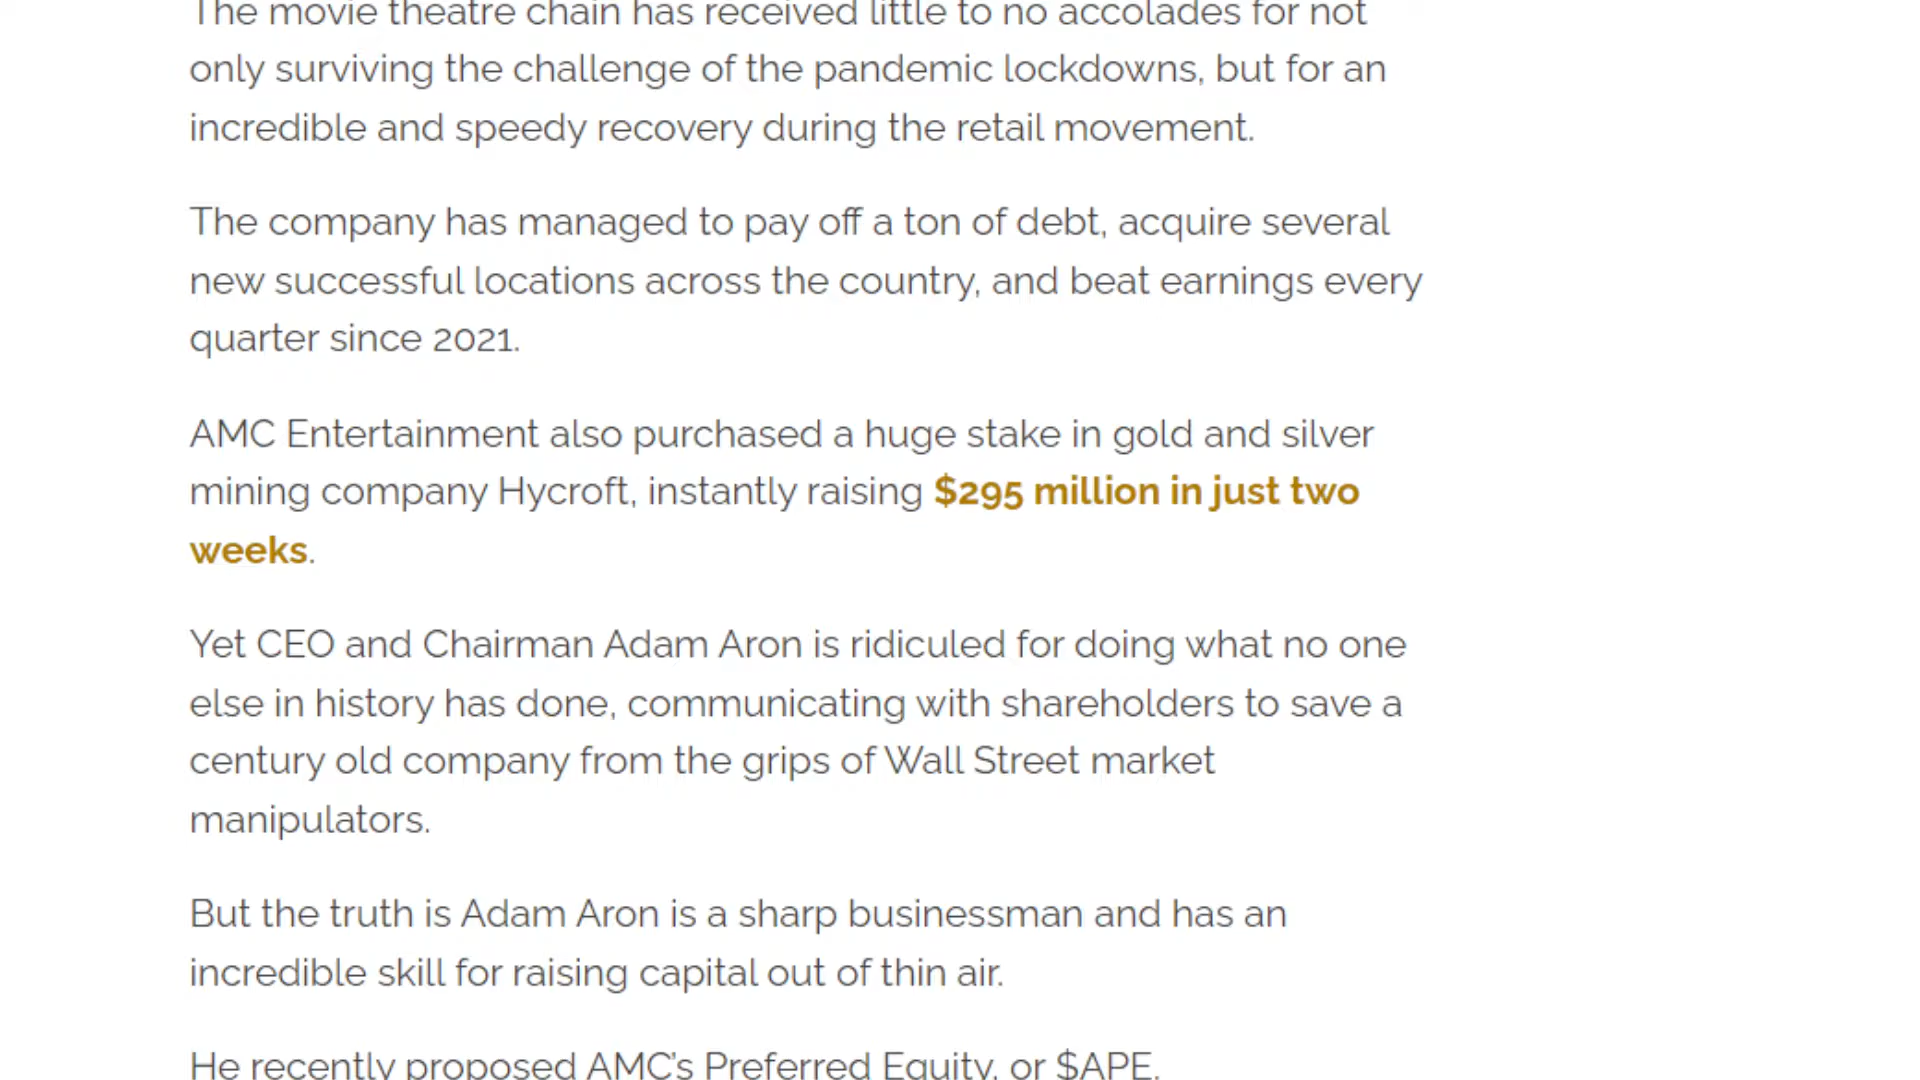 The movie theatre chain has received little to no accolades for not
only surviving the challenge of the pandemic lockdowns, but for an
incredible and speedy recovery during the retail movement.
The company has managed to pay off a ton of debt, acquire several
new successful locations across the country, and beat earnings every
quarter since 2021.
AMC Entertainment also purchased a huge stake in gold and silver
mining company Hycroft, instantly raising $295 million in just two
weeks.
Yet CEO and Chairman Adam Aron is ridiculed for doing what no one
else in history has done, communicating with shareholders to save a
century old company from the grips of Wall Street market
manipulators.
But the truth is Adam Aron is a sharp businessman and has an
incredible skill for raising capital out of thin air.
He recently proposed AMC's Preferred Equity, or $APE.